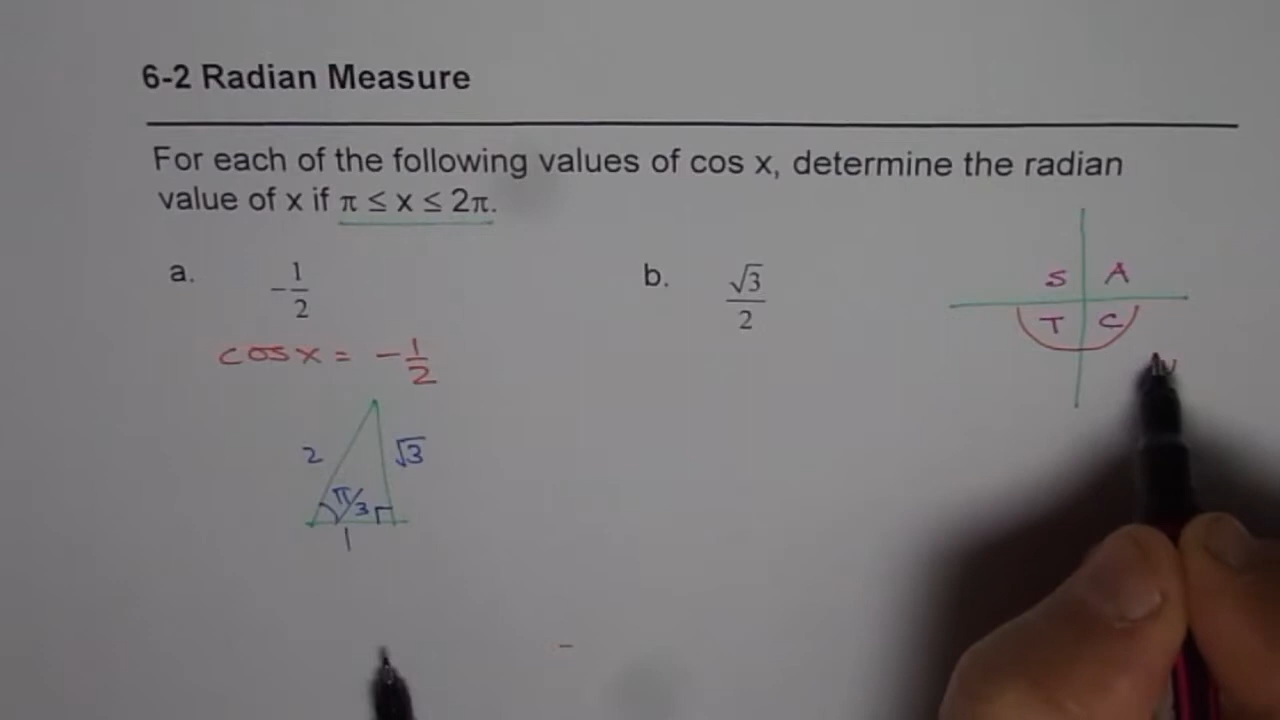 6-2 Radian Measure
For each of the following values of cos x, determine the radian
value of x if π ≤ x ≤ 2π.
a. -1/2
b. √3/2
S A
T C
cosx = -1/2
2 √3
π/3
1